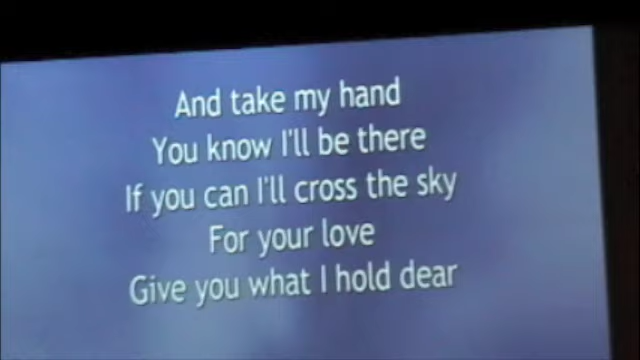 And take my hand
You know I'll be there
If you can I'll cross the sky
For your love
Give you what I hold dear